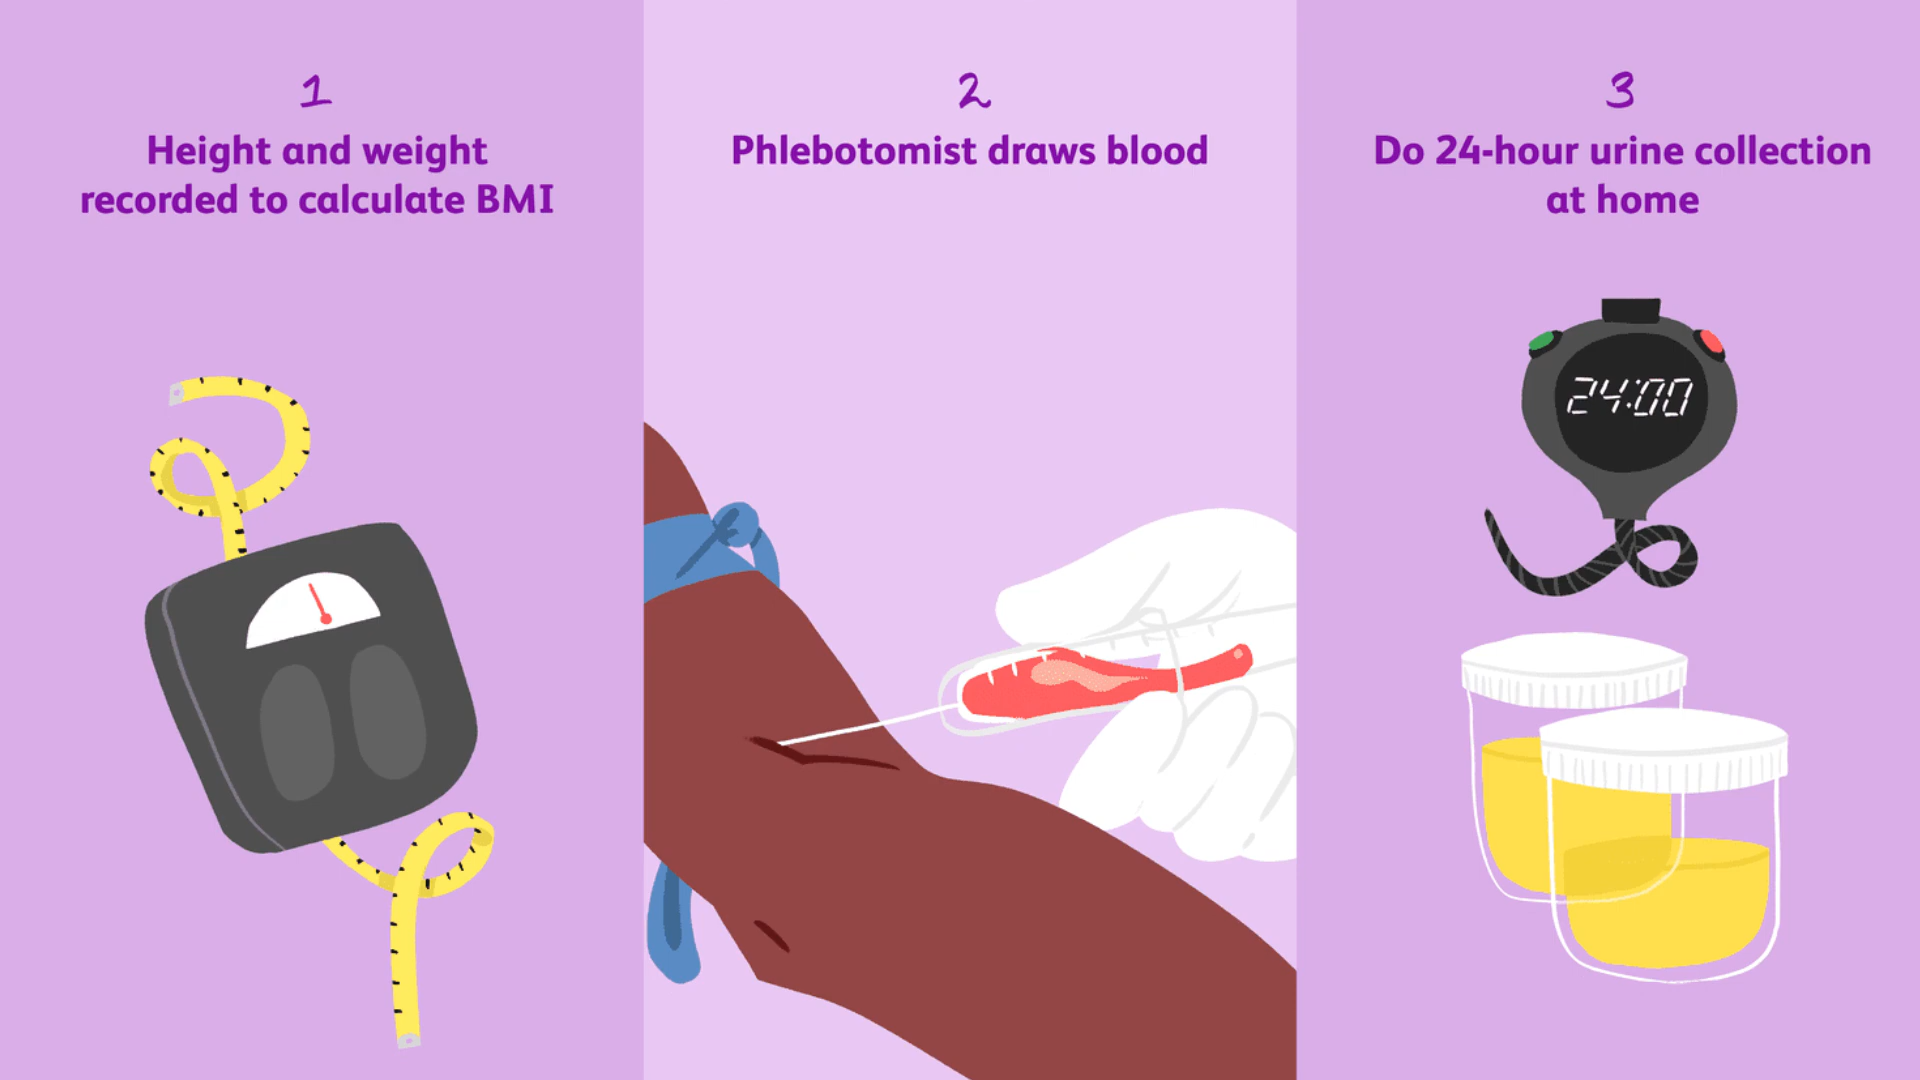 1
Height and weight
recorded to calculate BMI
2
Phlebotomist draws blood
3
Do 24-hour urine collection
at home
24:00